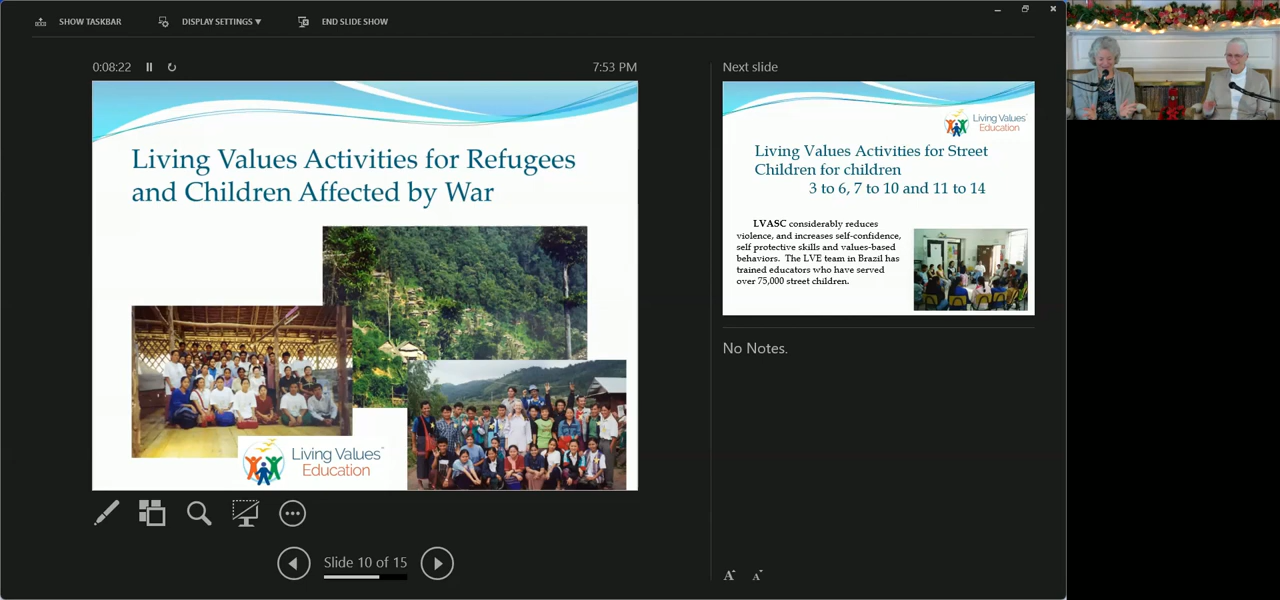 SHOW TASKBAR
DISPLAY SETTINGS ▼
END SLIDE SHOW
0:08:22
7:53 PM
Living Values Activities for Refugees
and Children Affected by War
Living Values™
Education
Slide 10 of 15
Next slide
Living Values™
Education
Living Values Activities for Street
Children for children
3 to 6, 7 to 10 and 11 to 14
LVASC considerably reduces
violence, and increases self-confidence,
self protective skills and values-based
behaviors. The LVE team in Brazil has
trained educators who have served
over 75,000 street children.
No Notes.
A A